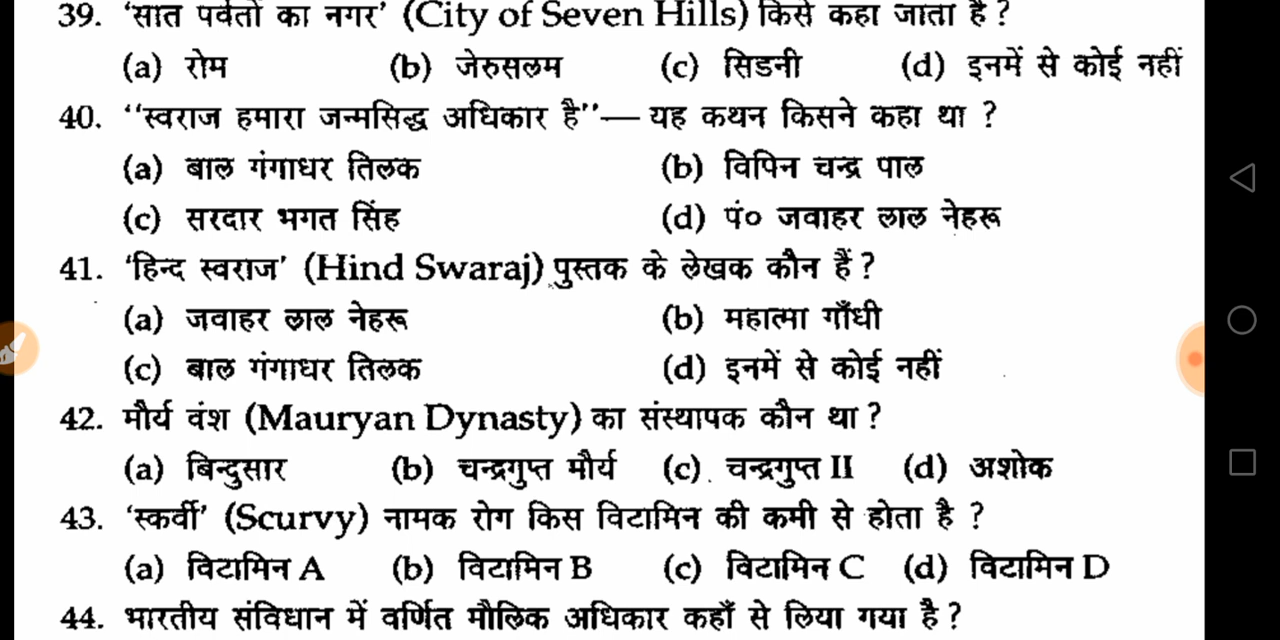 39. ‘सात पर्वतों का नगर’ (City of Seven Hills) किसे कहा जाता है ?
(a) रोम (b) जेरुसलम (c) सिडनी (d) इनमें से कोई नहीं
40. ‘‘स्वराज हमारा जन्मसिद्ध अधिकार है’’— यह कथन किसने कहा था ?
(a) बाल गंगाधर तिलक (b) विपिन चन्द्र पाल
(c) सरदार भगत सिंह (d) पं० जवाहर लाल नेहरू
41. ‘हिन्द स्वराज’ (Hind Swaraj) पुस्तक के लेखक कौन हैं ?
(a) जवाहर लाल नेहरू (b) महात्मा गाँधी
(c) बाल गंगाधर तिलक (d) इनमें से कोई नहीं
42. मौर्य वंश (Mauryan Dynasty) का संस्थापक कौन था ?
(a) बिन्दुसार (b) चन्द्रगुप्त मौर्य (c) चन्द्रगुप्त II (d) अशोक
43. ‘स्कर्वी’ (Scurvy) नामक रोग किस विटामिन की कमी से होता है ?
(a) विटामिन A (b) विटामिन B (c) विटामिन C (d) विटामिन D
44. भारतीय संविधान में वर्णित मौलिक अधिकार कहाँ से लिया गया है ?